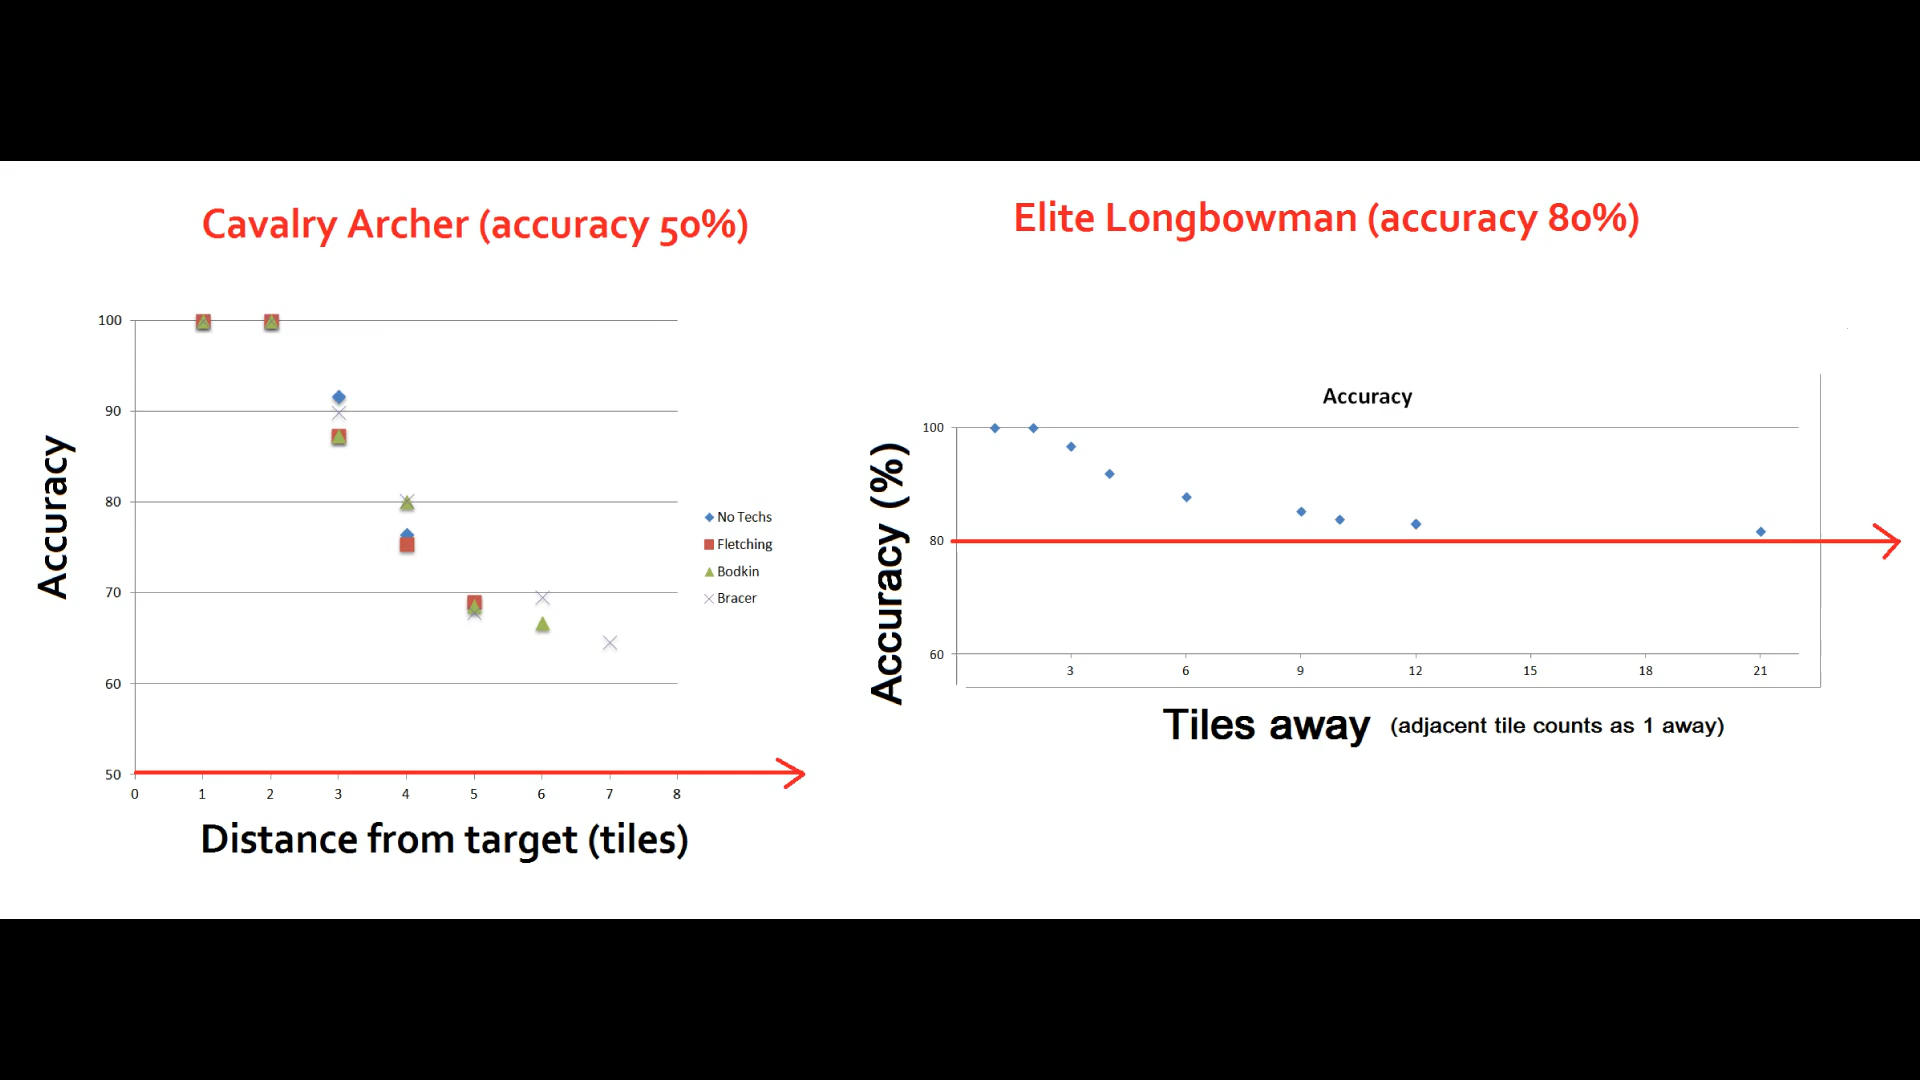 Cavalry Archer (accuracy 50%)
Accuracy
100
90
80
70
60
50
0 1 2 3 4 5 6 7 8
Distance from target (tiles)
No Techs
Fletching
Bodkin
Bracer
Elite Longbowman (accuracy 80%)
Accuracy
Accuracy (%)
100
80
60
3 6 9 12 15 18 21
Tiles away (adjacent tile counts as 1 away)